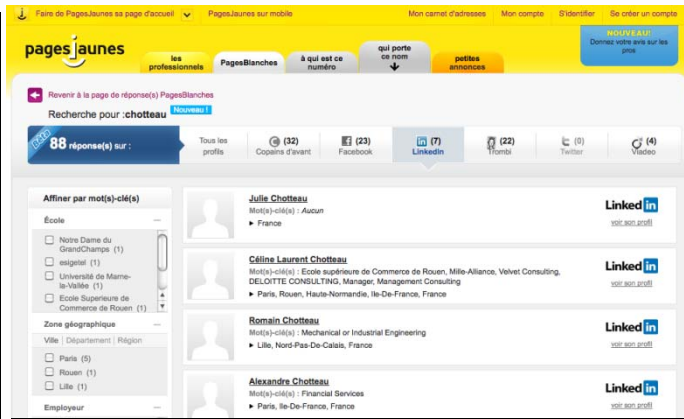 Faire de PagesJaunes sa page d'accueil PagesJaunes sur mobile Mon carnet d'adresses Mon compte S'identifier Se créer un compte
pagesjaunes
les professionnels
PagesBlanches
à qui est ce numéro
qui porte ce nom
petites annonces
NOUVEAU!
Donnez votre avis sur les pros
Revenir à la page de réponse(s) PagesBlanches
Recherche pour :chotteau Nouveau !
88 réponse(s) sur :
Tous les profils
(32) Copains d'avant
(23) Facebook
(7) LinkedIn
(22) Trombi
(0) Twitter
(4) Viadeo
Affiner par mot(s)-clé(s)
École
Notre Dame du
GrandChamps (1)
esigetel (1)
Université de Marne-
la-Vallée (1)
Ecole Superieure de
Commerce de Rouen (1)
Zone géographique
Ville | Département | Région
Paris (5)
Rouen (1)
Lille (1)
Employeur
Julie Chotteau
Mot(s)-clé(s) : Aucun
France
Linked in
voir son profil
Céline Laurent Chotteau
Mot(s)-clé(s) : Ecole supérieure de Commerce de Rouen, Mille-Alliance, Velvet Consulting,
DELOITTE CONSULTING, Manager, Management Consulting
Paris, Rouen, Haute-Normandie, Ile-De-France, France
Linked in
voir son profil
Romain Chotteau
Mot(s)-clé(s) : Mechanical or Industrial Engineering
Lille, Nord-Pas-De-Calais, France
Linked in
voir son profil
Alexandre Chotteau
Mot(s)-clé(s) : Financial Services
Paris, Ile-De-France, France
Linked in
voir son profil